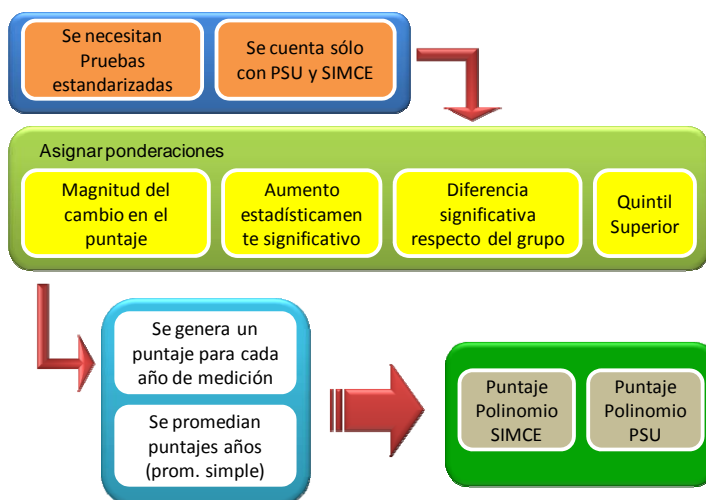 Se necesitan
Pruebas
estandarizadas
Se cuenta sólo
con PSU y SIMCE
Asignar ponderaciones
Magnitud del
cambio en el
puntaje
Aumento
estadísticamen
te significativo
Diferencia
significativa
respecto del grupo
Quintil
Superior
Se genera un
puntaje para cada
año de medición
Se promedian
puntajes años
(prom. simple)
Puntaje
Polinomio
SIMCE
Puntaje
Polinomio
PSU